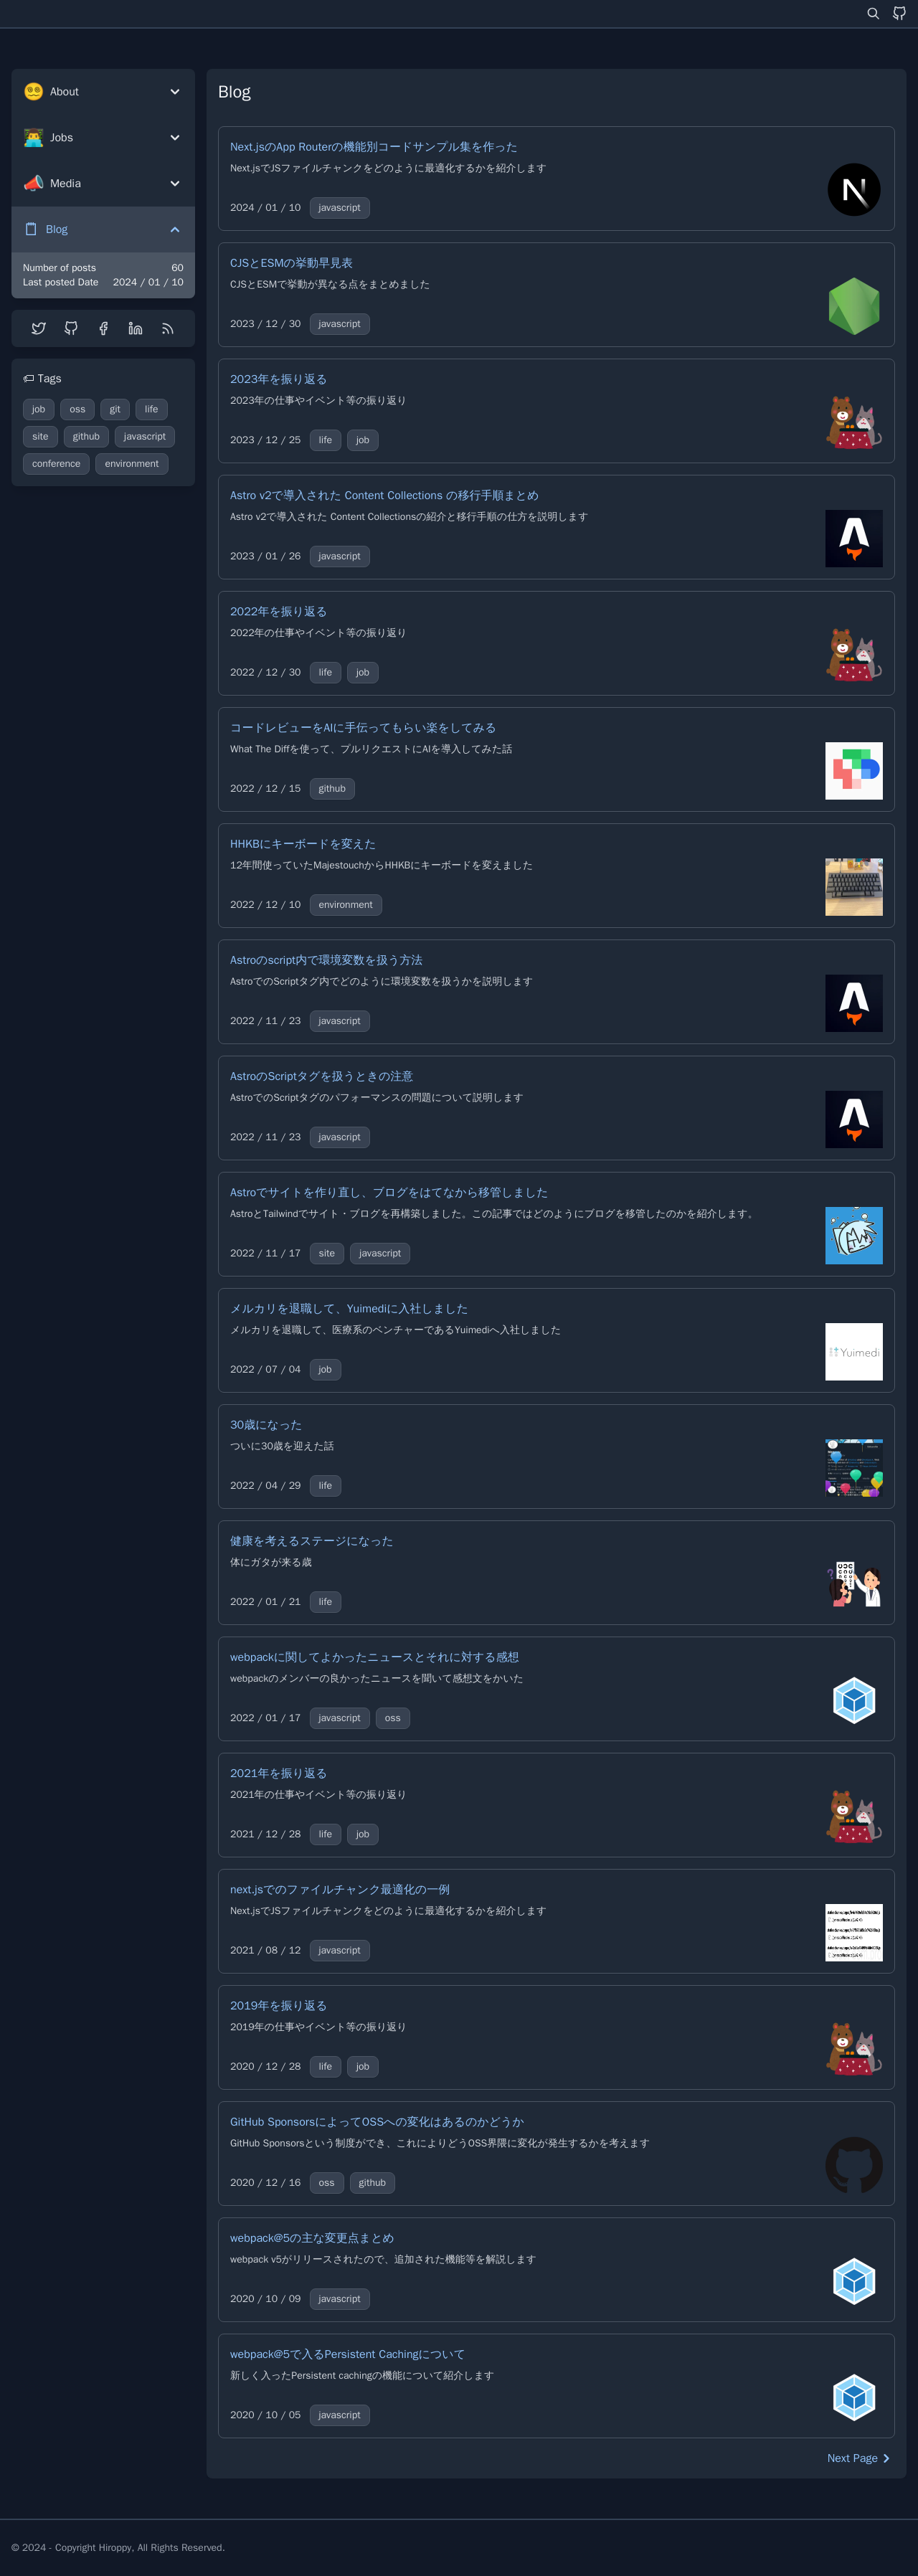 About
Jobs
Media
Blog
Number of posts 60
Last posted Date 2024 / 01 / 10
Tags
job oss git life
site github javascript
conference environment
Blog
Next.jsのApp Routerの機能別コードサンプル集を作った
Next.jsでJSファイルチャンクをどのように最適化するかを紹介します
2024 / 01 / 10 javascript
CJSとESMの挙動早見表
CJSとESMで挙動が異なる点をまとめました
2023 / 12 / 30 javascript
2023年を振り返る
2023年の仕事やイベント等の振り返り
2023 / 12 / 25 life job
Astro v2で導入された Content Collections の移行手順まとめ
Astro v2で導入された Content Collectionsの紹介と移行手順の仕方を説明します
2023 / 01 / 26 javascript
2022年を振り返る
2022年の仕事やイベント等の振り返り
2022 / 12 / 30 life job
コードレビューをAIに手伝ってもらい楽をしてみる
What The Diffを使って、プルリクエストにAIを導入してみた話
2022 / 12 / 15 github
HHKBにキーボードを変えた
12年間使っていたMajestouchからHHKBにキーボードを変えました
2022 / 12 / 10 environment
Astroのscript内で環境変数を扱う方法
AstroでのScriptタグ内でどのように環境変数を扱うかを説明します
2022 / 11 / 23 javascript
AstroのScriptタグを扱うときの注意
AstroでのScriptタグのパフォーマンスの問題について説明します
2022 / 11 / 23 javascript
Astroでサイトを作り直し、ブログをはてなから移管しました
AstroとTailwindでサイト・ブログを再構築しました。この記事ではどのようにブログを移管したのかを紹介します。
2022 / 11 / 17 site javascript
メルカリを退職して、Yuimediに入社しました
メルカリを退職して、医療系のベンチャーであるYuimediへ入社しました
Yuimedi
2022 / 07 / 04 job
30歳になった
ついに30歳を迎えた話
2022 / 04 / 29 life
健康を考えるステージになった
体にガタが来る歳
2022 / 01 / 21 life
webpackに関してよかったニュースとそれに対する感想
webpackのメンバーの良かったニュースを聞いて感想文をかいた
2022 / 01 / 17 javascript oss
2021年を振り返る
2021年の仕事やイベント等の振り返り
2021 / 12 / 28 life job
next.jsでのファイルチャンク最適化の一例
Next.jsでJSファイルチャンクをどのように最適化するかを紹介します
2021 / 08 / 12 javascript
2019年を振り返る
2019年の仕事やイベント等の振り返り
2020 / 12 / 28 life job
GitHub SponsorsによってOSSへの変化はあるのかどうか
GitHub Sponsorsという制度ができ、これによりどうOSS界隈に変化が発生するかを考えます
2020 / 12 / 16 oss github
webpack@5の主な変更点まとめ
webpack v5がリリースされたので、追加された機能等を解説します
2020 / 10 / 09 javascript
webpack@5で入るPersistent Cachingについて
新しく入ったPersistent cachingの機能について紹介します
2020 / 10 / 05 javascript
Next Page
© 2024 - Copyright Hiroppy, All Rights Reserved.